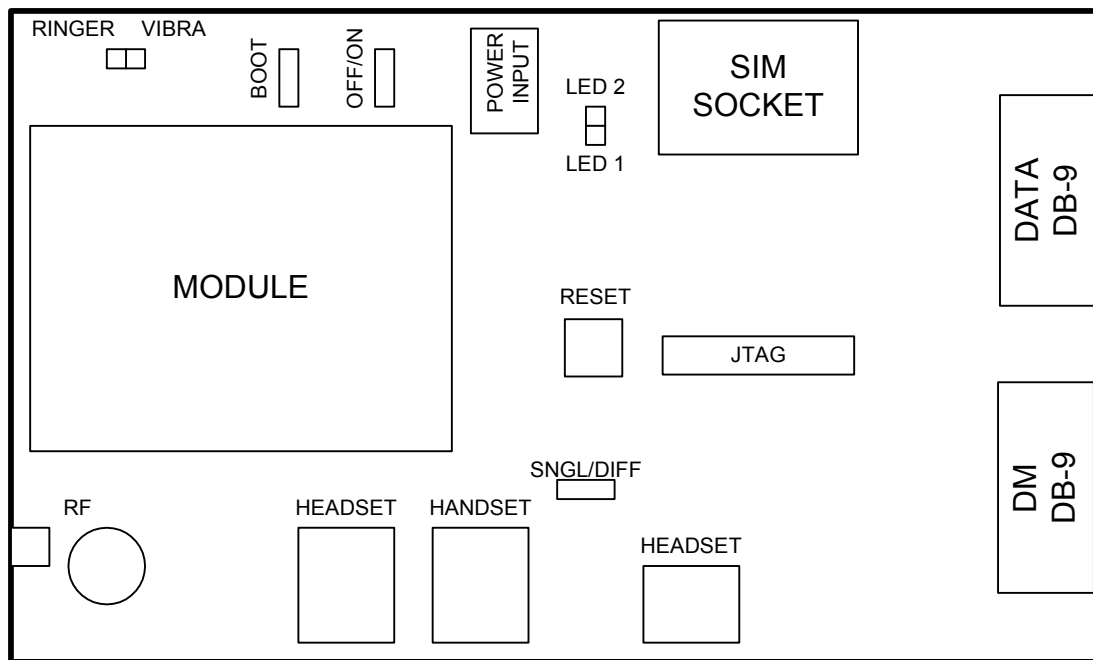 RINGER VIBRA
BOOT
OFF/ON
POWER
INPUT
LED 2
LED 1
SIM
SOCKET
DATA
DB-9
MODULE
RESET
JTAG
SNGL/DIFF
DM
DB-9
RF
HEADSET
HANDSET
HEADSET